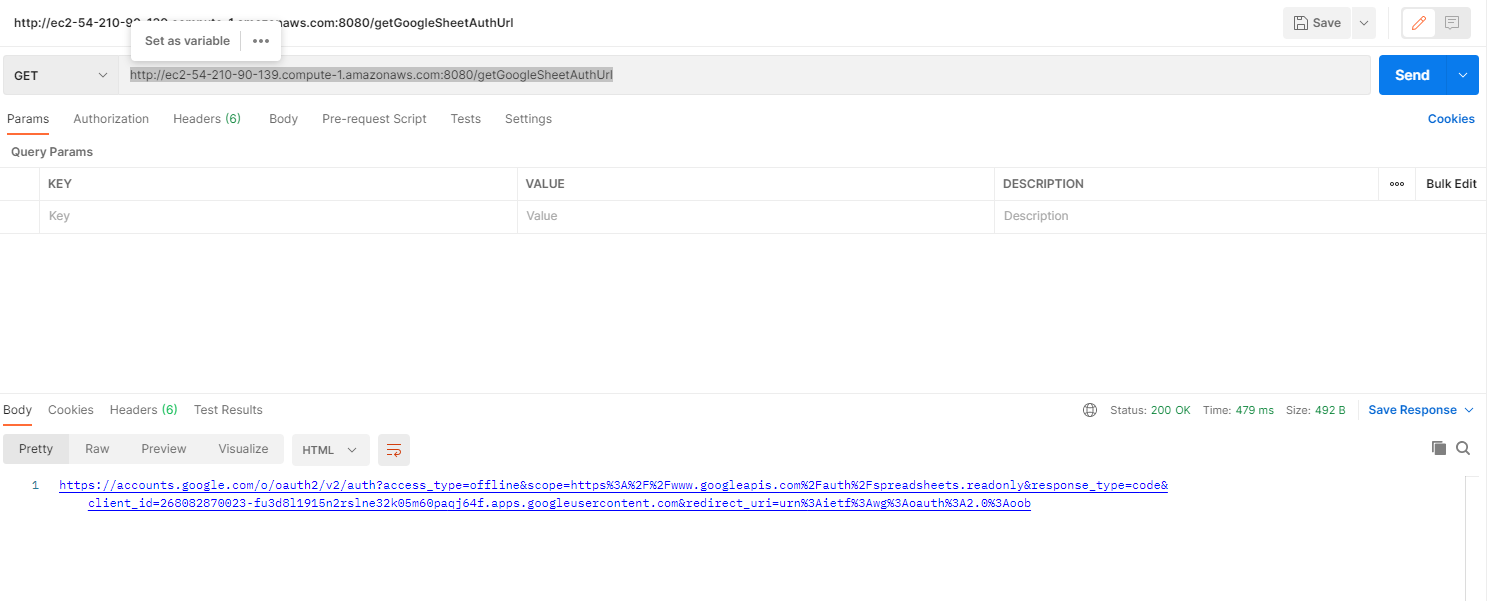 http://ec2-54-210-90-139.compute-1.amazonaws.com:8080/getGoogleSheetAuthUrl
Save
Set as variable
GET
http://ec2-54-210-90-139.compute-1.amazonaws.com:8080/getGoogleSheetAuthUrl
Send
Params Authorization Headers (6) Body Pre-request Script Tests Settings Cookies
Query Params
KEY VALUE DESCRIPTION Bulk Edit
Key Value Description
Body Cookies Headers (6) Test Results Status: 200 OK Time: 479 ms Size: 492 B Save Response
Pretty Raw Preview Visualize HTML
1 https://accounts.google.com/o/oauth2/v2/auth?access_type=offline&scope=https%3A%2F%2Fwww.googleapis.com%2Fauth%2Fspreadsheets.readonly&response_type=code&
client_id=268082870023-fu3d8l1915n2rslne32k05m60paqj64f.apps.googleusercontent.com&redirect_uri=urn%3Aietf%3Awg%3Aoauth%3A2.0%3Aoob